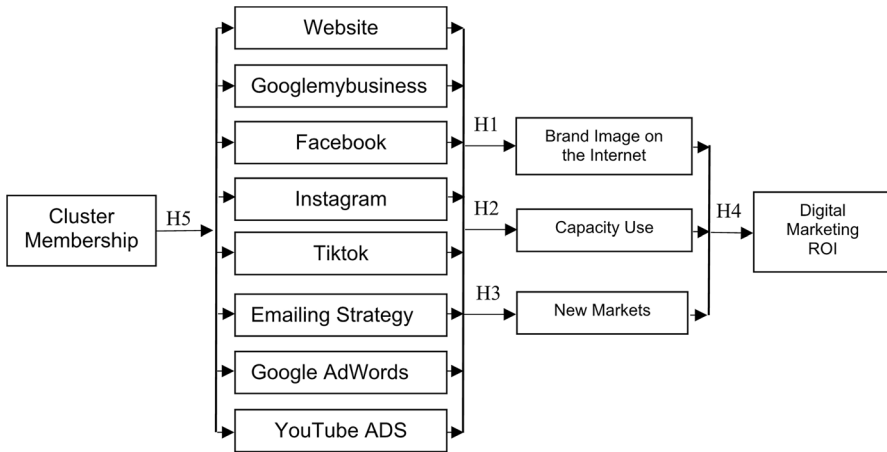 Cluster
Membership
H5
Website
Googlemybusiness
Facebook
Instagram
Tiktok
Emailing Strategy
Google AdWords
YouTube ADS
H1
H2
H3
Brand Image on
the Internet
Capacity Use
New Markets
H4
Digital
Marketing
ROI